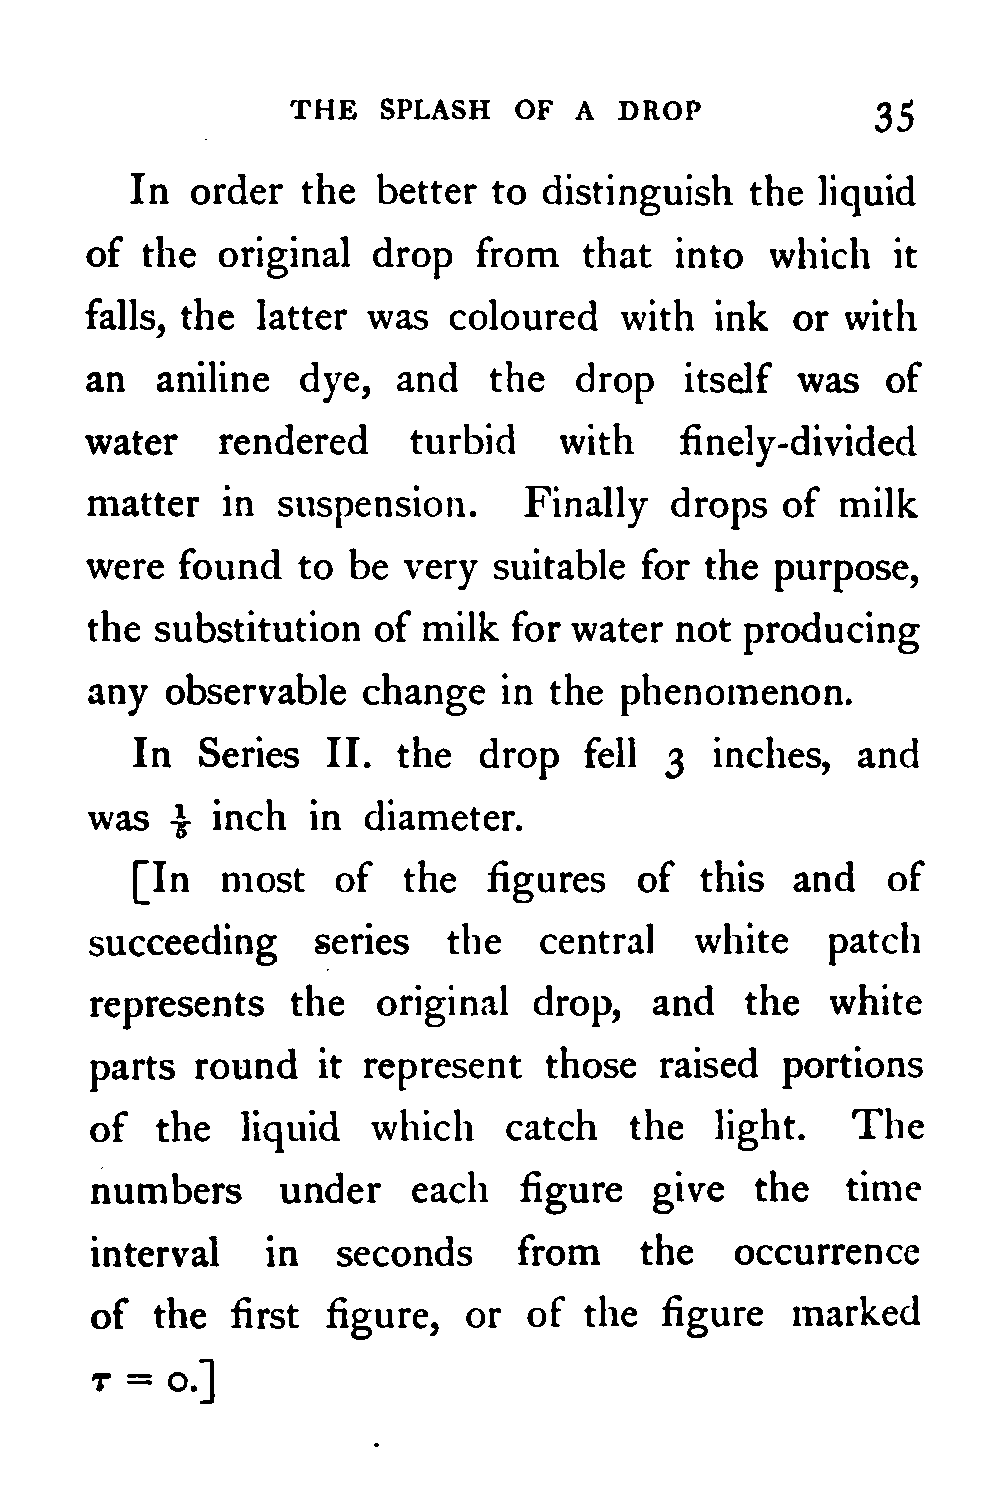 THE SPLASH OF A DROP 35
In order the better to distinguish the liquid
of the original drop from that into which it
falls, the latter was coloured with ink or with
an aniline dye, and the drop itself was of
water rendered turbid with finely-divided
matter in suspension. Finally drops of milk
were found to be very suitable for the purpose,
the substitution of milk for water not producing
any observable change in the phenomenon.
In Series II. the drop fell 3 inches, and
was ⅕ inch in diameter.
[In most of the figures of this and of
succeeding series the central white patch
represents the original drop, and the white
parts round it represent those raised portions
of the liquid which catch the light. The
numbers under each figure give the time
interval in seconds from the occurrence
of the first figure, or of the figure marked
τ = 0.]